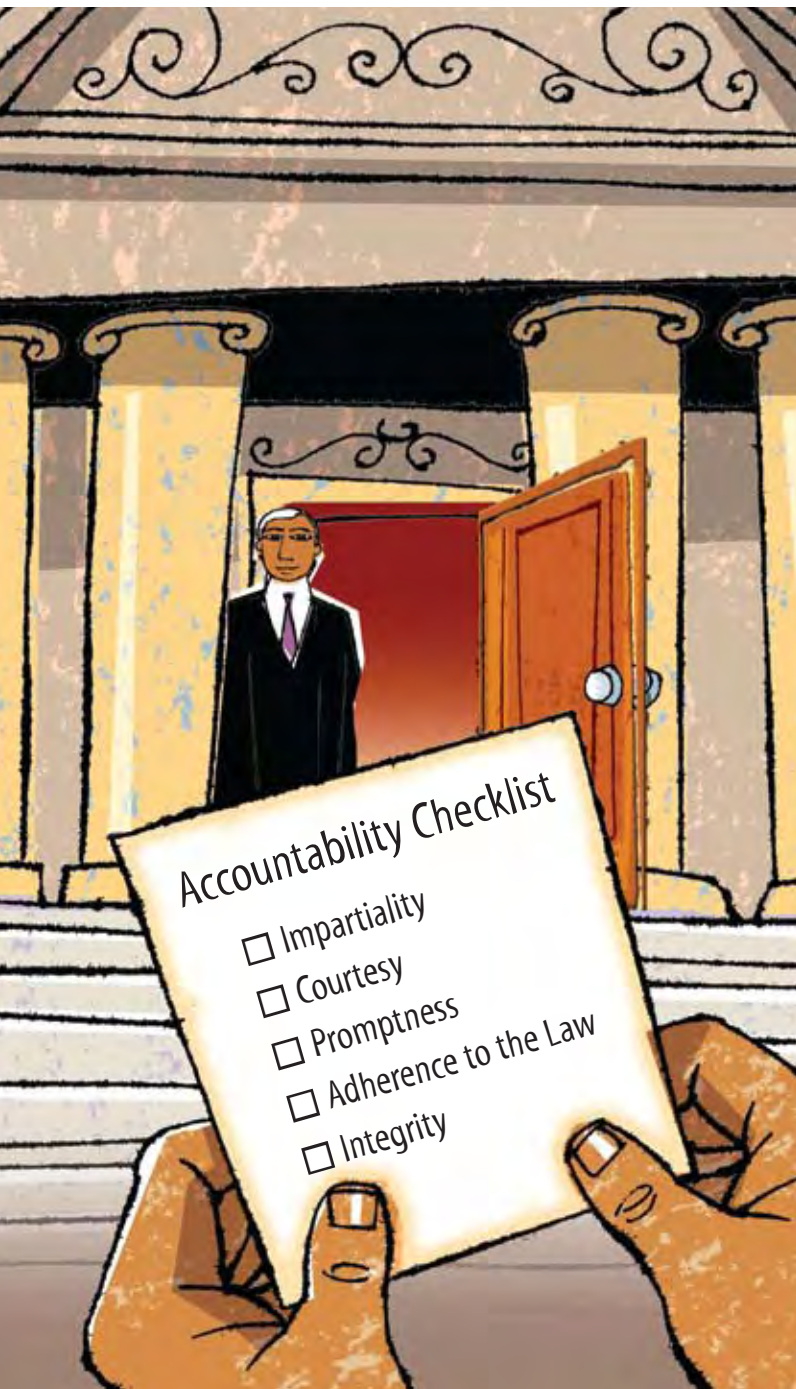 Accountability Checklist
☐ Impartiality
☐ Courtesy
☐ Promptness
☐ Adherence to the Law
☐ Integrity